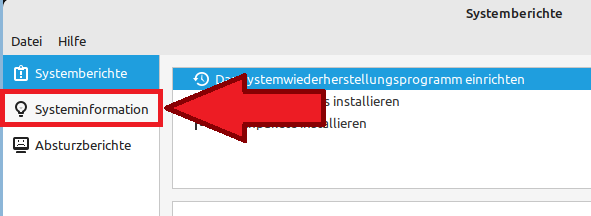 Systemberichte
Datei Hilfe
Systemberichte
Systeminformation
Absturzberichte
Systemwiederherstellungsprogramm einrichten
installieren
installieren